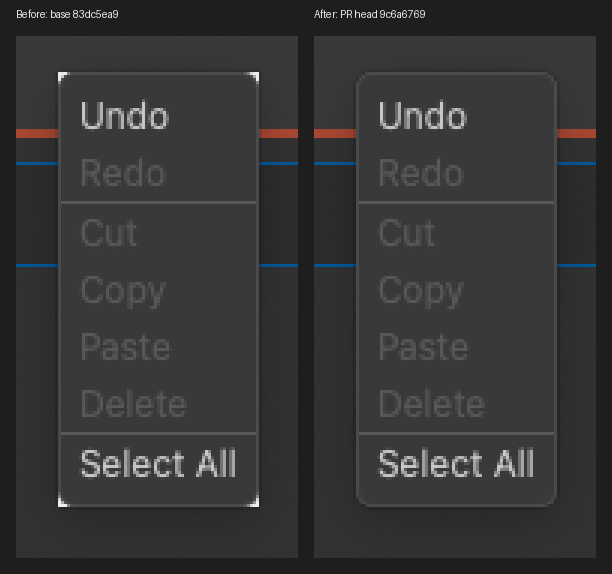 Before: base 83dc5ea9
Undo
Redo
Cut
Copy
Paste
Delete
Select All
After: PR head 9c6a6769
Undo
Redo
Cut
Copy
Paste
Delete
Select All